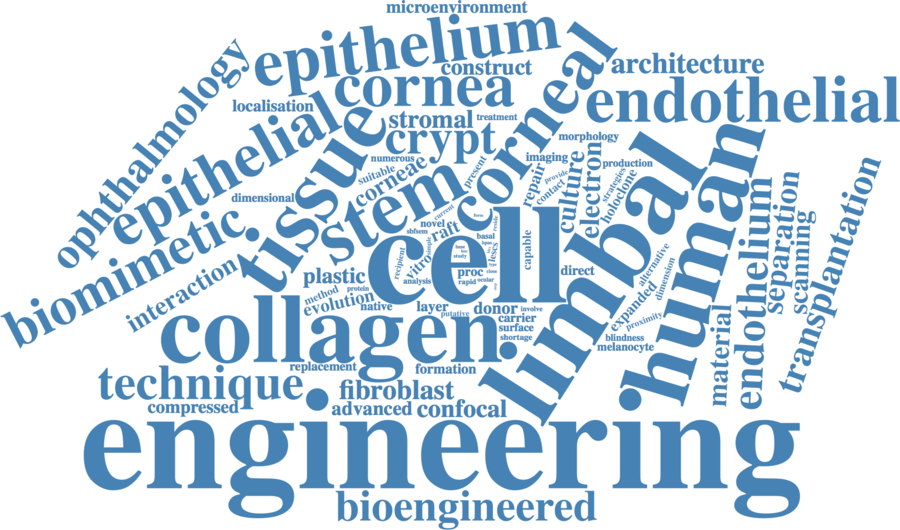 microenvironment
epithelium
construct
architecture
ophthalmology
cornea
corneal
endothelial
localisation
stromal
treatment
epithelial
tissue
crypt
morphology
numerous
imaging
suitable
corneae
present
repair
provide
contact
culture
electron
production
strategies
holoclone
limbal
human
dimensional
stem
current
novel
raft
cell
biomimetic
interaction
plastic
recipient
vitro
analysis
basal
study
proc
rapid
close
ocular
lescs
capable
direct
alternative
dimension
expanded
proximity
endothelium
separation
scanning
transplantation
method
protein
evolution
native
layer
putative
donor
involve
carrier
surface
shortage
blindness
melanocyte
material
collagen
replacement
formation
technique
fibroblast
compressed
advanced
confocal
engineering
bioengineered